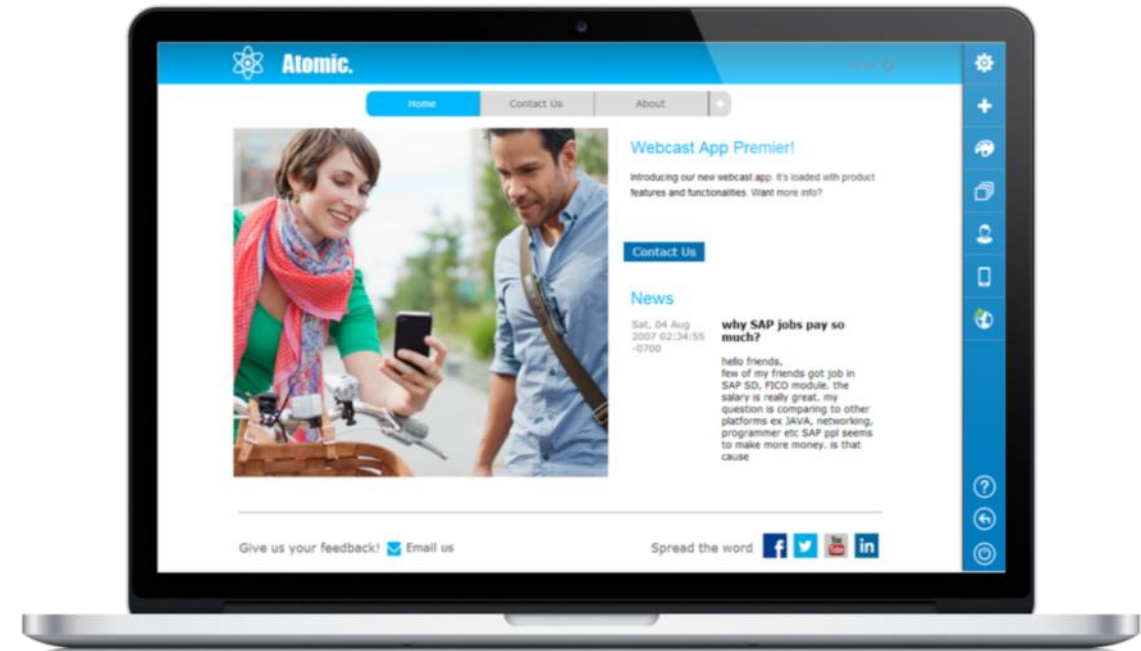 Atomic.
Home
Contact Us
About
Webcast App Premier!
Introducing our new webcast app. It's loaded with product
features and functionalities. Want more info?
Contact Us
News
Sat, 04 Aug
2007 02:34:55
-0700
why SAP jobs pay so
much?
hello friends,
few of my friends got job in
SAP SD, FICO module. the
salary is really great. my
question is comparing to other
platforms ex JAVA, networking,
programmer etc SAP ppl seems
to make more money. is that
cause
Give us your feedback!
Email us
Spread the word
f
You
Tube
in
?